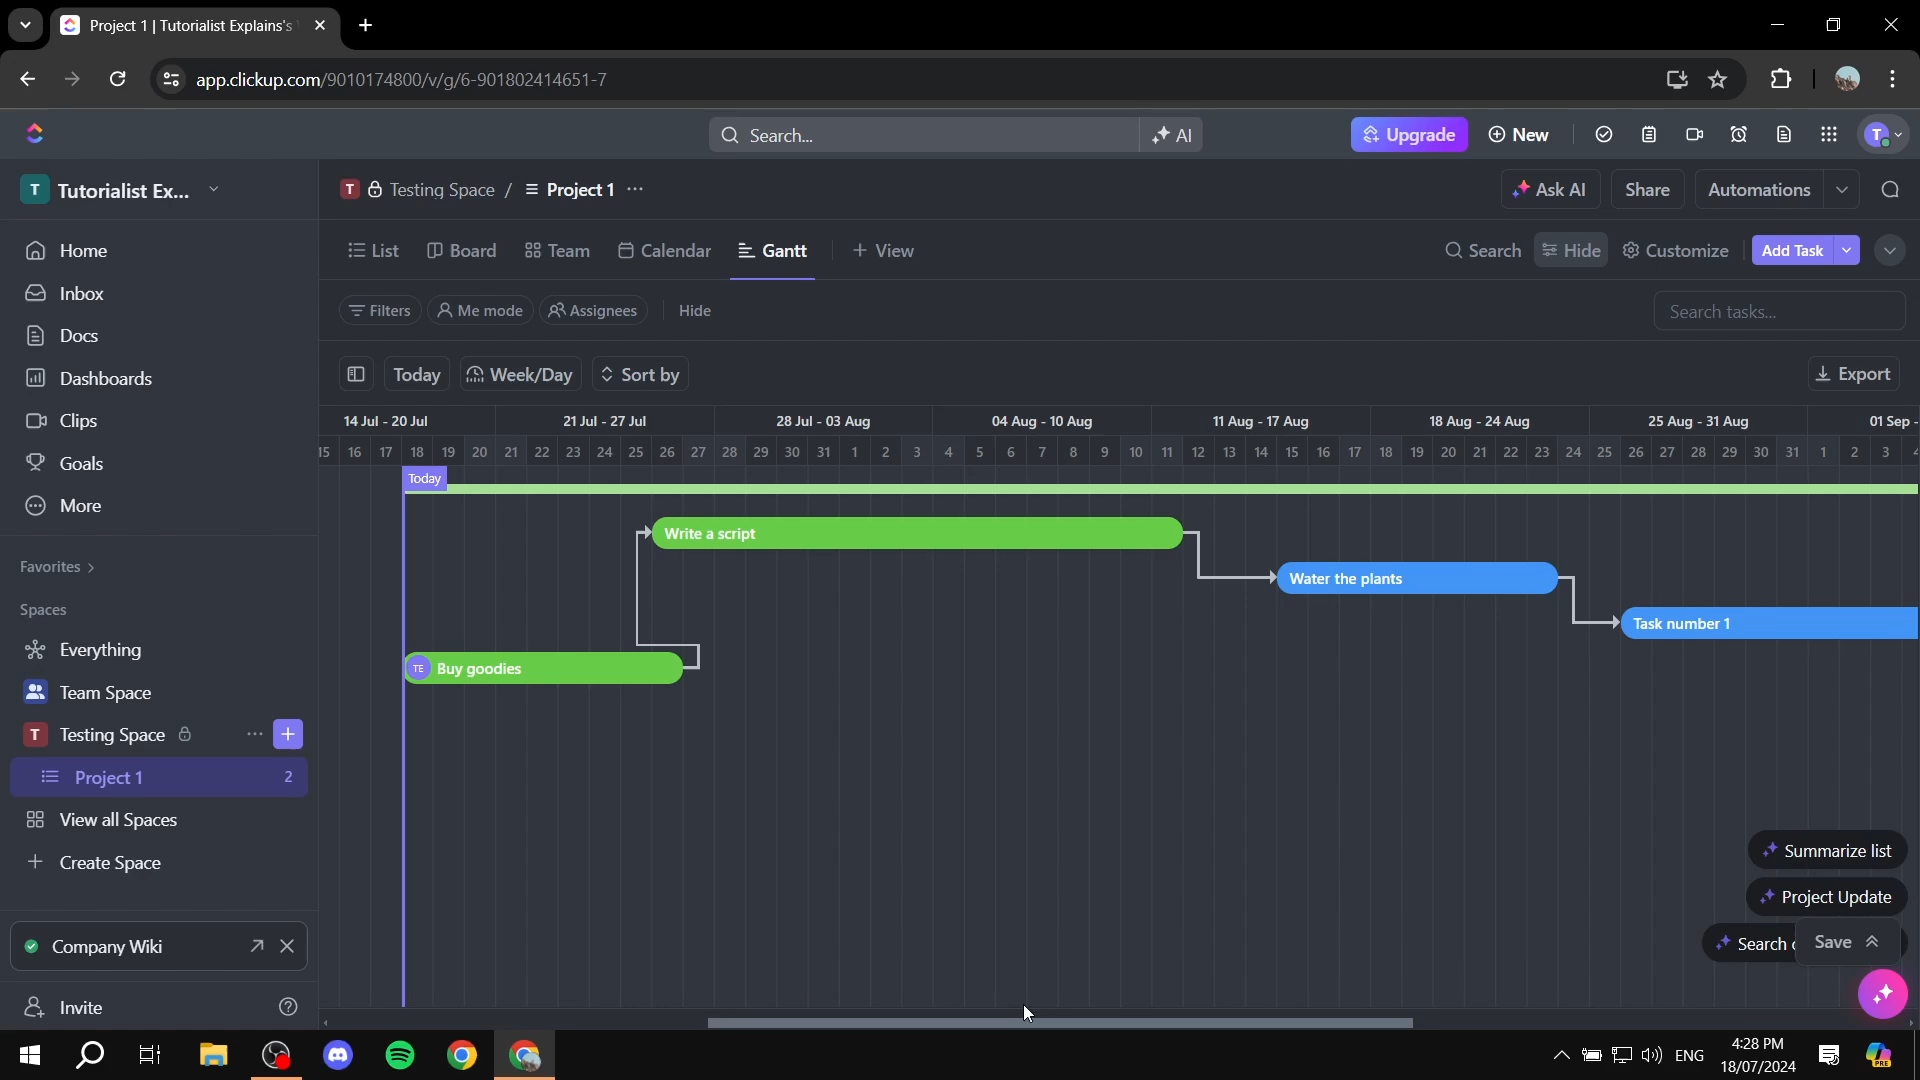 Project 1 | Tutorialist Explains's
app.clickup.com/9010174800/v/g/6-901802414651-7
Search...
AI
Upgrade
New
T
T Tutorialist Ex...
T Testing Space / Project 1 ...
Ask AI
Share
Automations
Home
Inbox
Docs
Dashboards
Clips
Goals
More
Favorites
Spaces
Everything
Team Space
T Testing Space
Project 1 2
View all Spaces
Create Space
Company Wiki
Invite
List
Board
Team
Calendar
Gantt
+ View
Search
Hide
Customize
Add Task
Filters
Me mode
Assignees
Hide
Search tasks...
Today
Week/Day
Sort by
Export
14 Jul - 20 Jul 21 Jul - 27 Jul 28 Jul - 03 Aug 04 Aug - 10 Aug 11 Aug - 17 Aug 18 Aug - 24 Aug 25 Aug - 31 Aug 01 Sep -
15 16 17 18 19 20 21 22 23 24 25 26 27 28 29 30 31 1 2 3 4 5 6 7 8 9 10 11 12 13 14 15 16 17 18 19 20 21 22 23 24 25 26 27 28 29 30 31 1 2 3
Today
Write a script
Water the plants
Task number 1
TE Buy goodies
Summarize list
Project Update
Search
Save
ENG
4:28 PM
18/07/2024
PRE